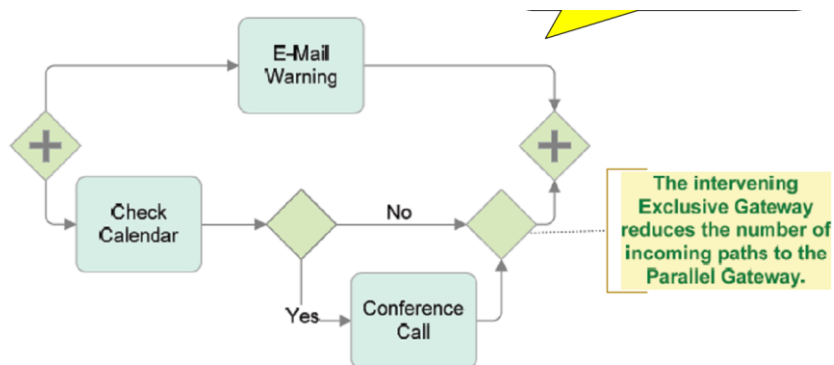 E-Mail
Warning
Check
Calendar
No
Yes
Conference
Call
The intervening
Exclusive Gateway
reduces the number of
incoming paths to the
Parallel Gateway.